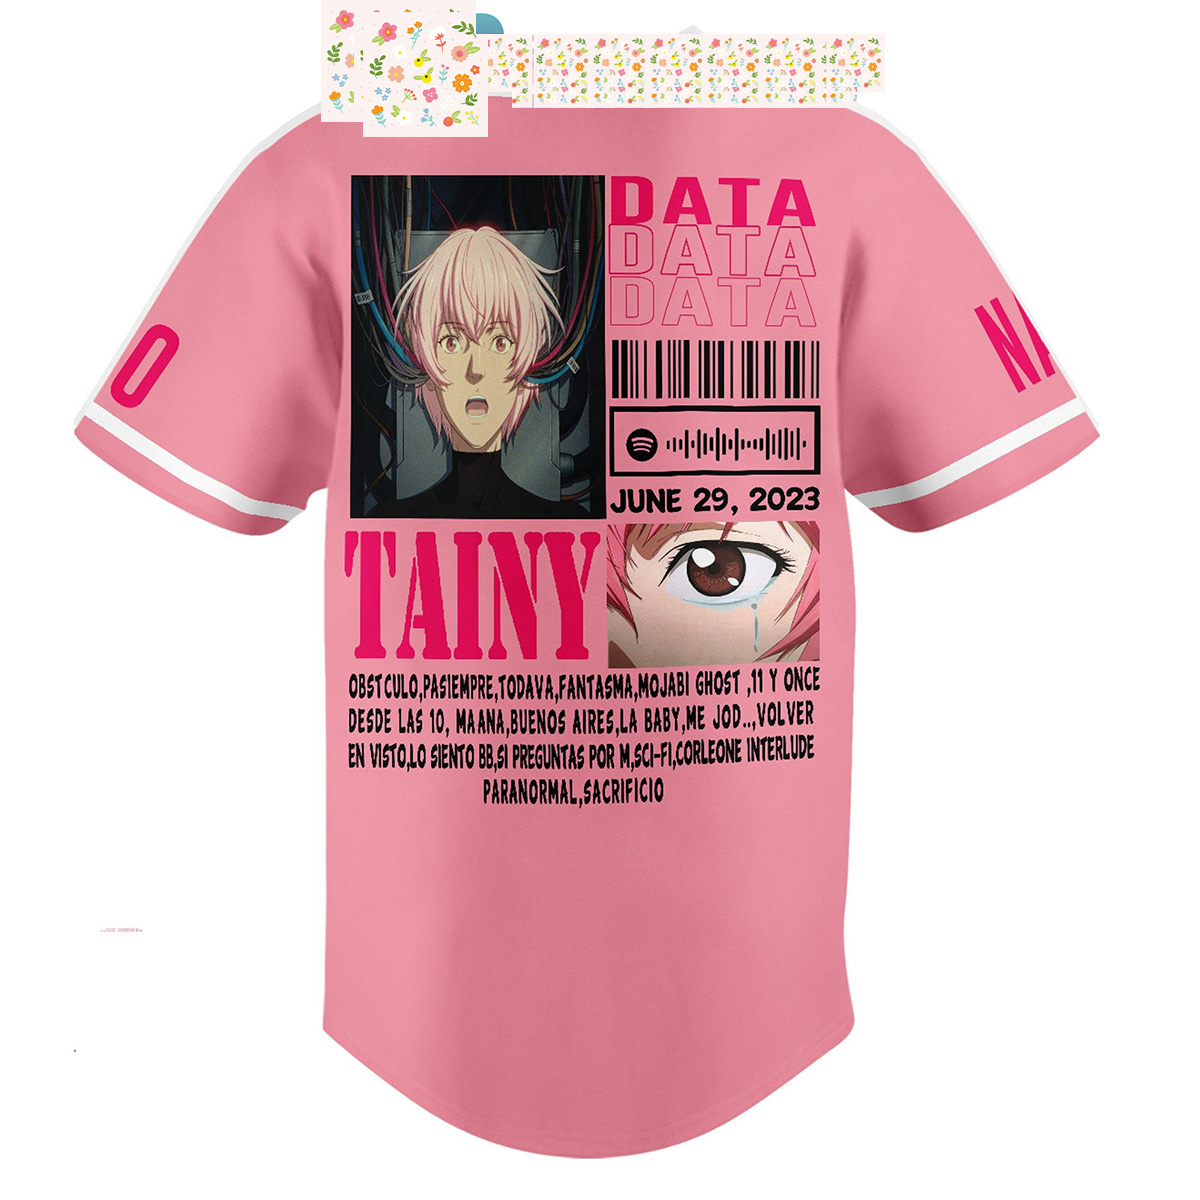 DATA
DATA
DATA
JUNE 29, 2023
O
NA
TAINY
OBST CULO,PASIEMPRE,TODAVA,FANTASMA,MOJABI GHOST ,11 Y ONCE
DESDE LAS 10, MAANA,BUENOS AIRES,LA BABY,ME JOD..,VOLVER
EN VISTO,LO SIENTO BB,SI PREGUNTAS POR M,SCI-FI,CORLEONE INTERLUDE
PARANORMAL,SACRIFICIO